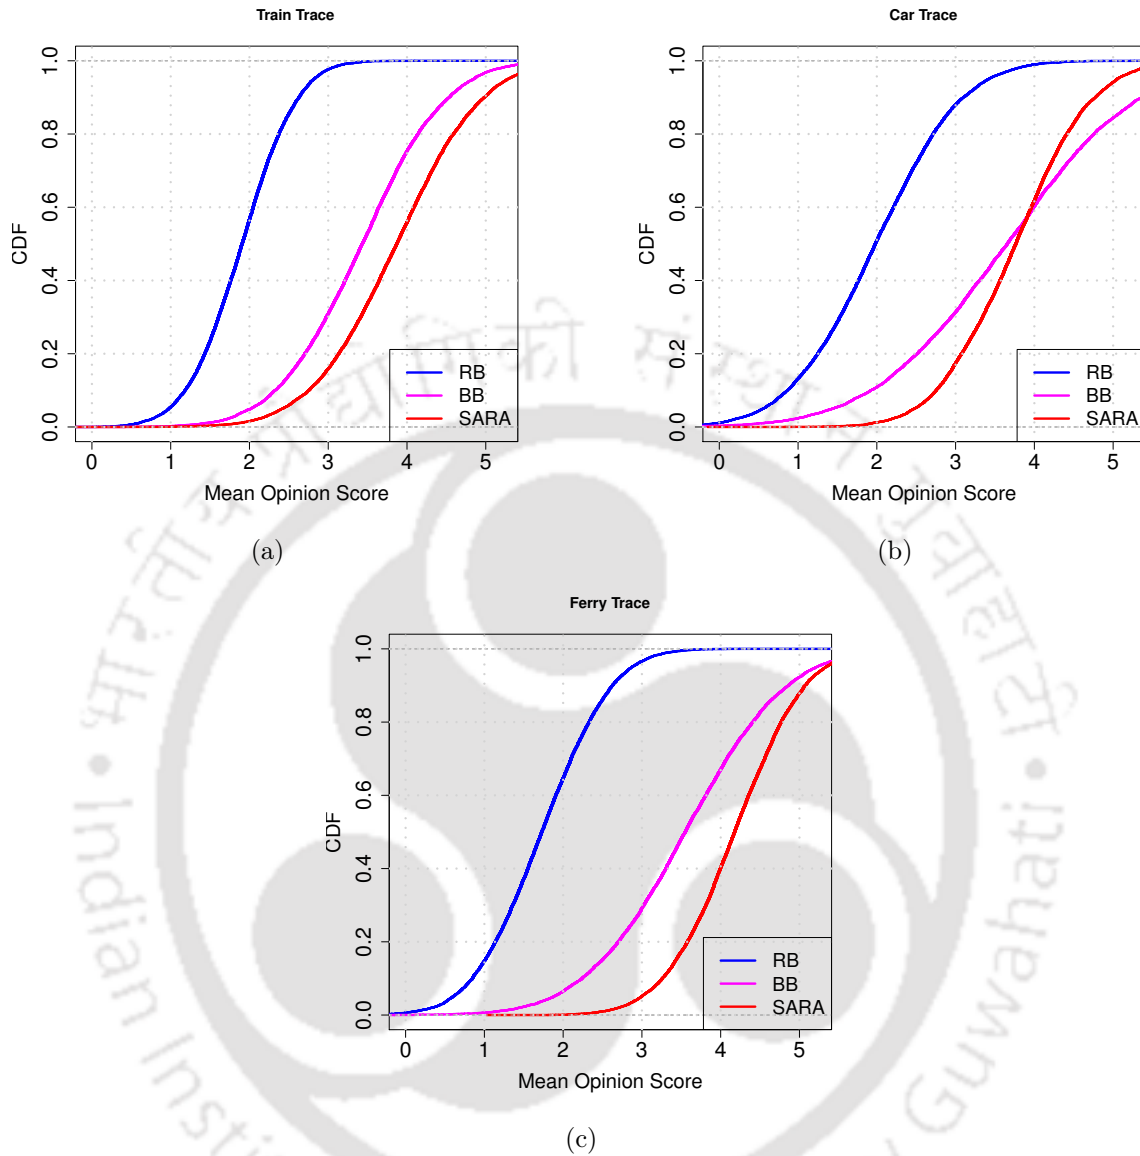 Train Trace
CDF
0.0 0.2 0.4 0.6 0.8 1.0
0 1 2 3 4 5
Mean Opinion Score
RB
BB
SARA
(a)
Car Trace
CDF
0.0 0.2 0.4 0.6 0.8 1.0
0 1 2 3 4 5
Mean Opinion Score
RB
BB
SARA
(b)
Ferry Trace
CDF
0.0 0.2 0.4 0.6 0.8 1.0
0 1 2 3 4 5
Mean Opinion Score
RB
BB
SARA
(c)
Indian
Guwahati